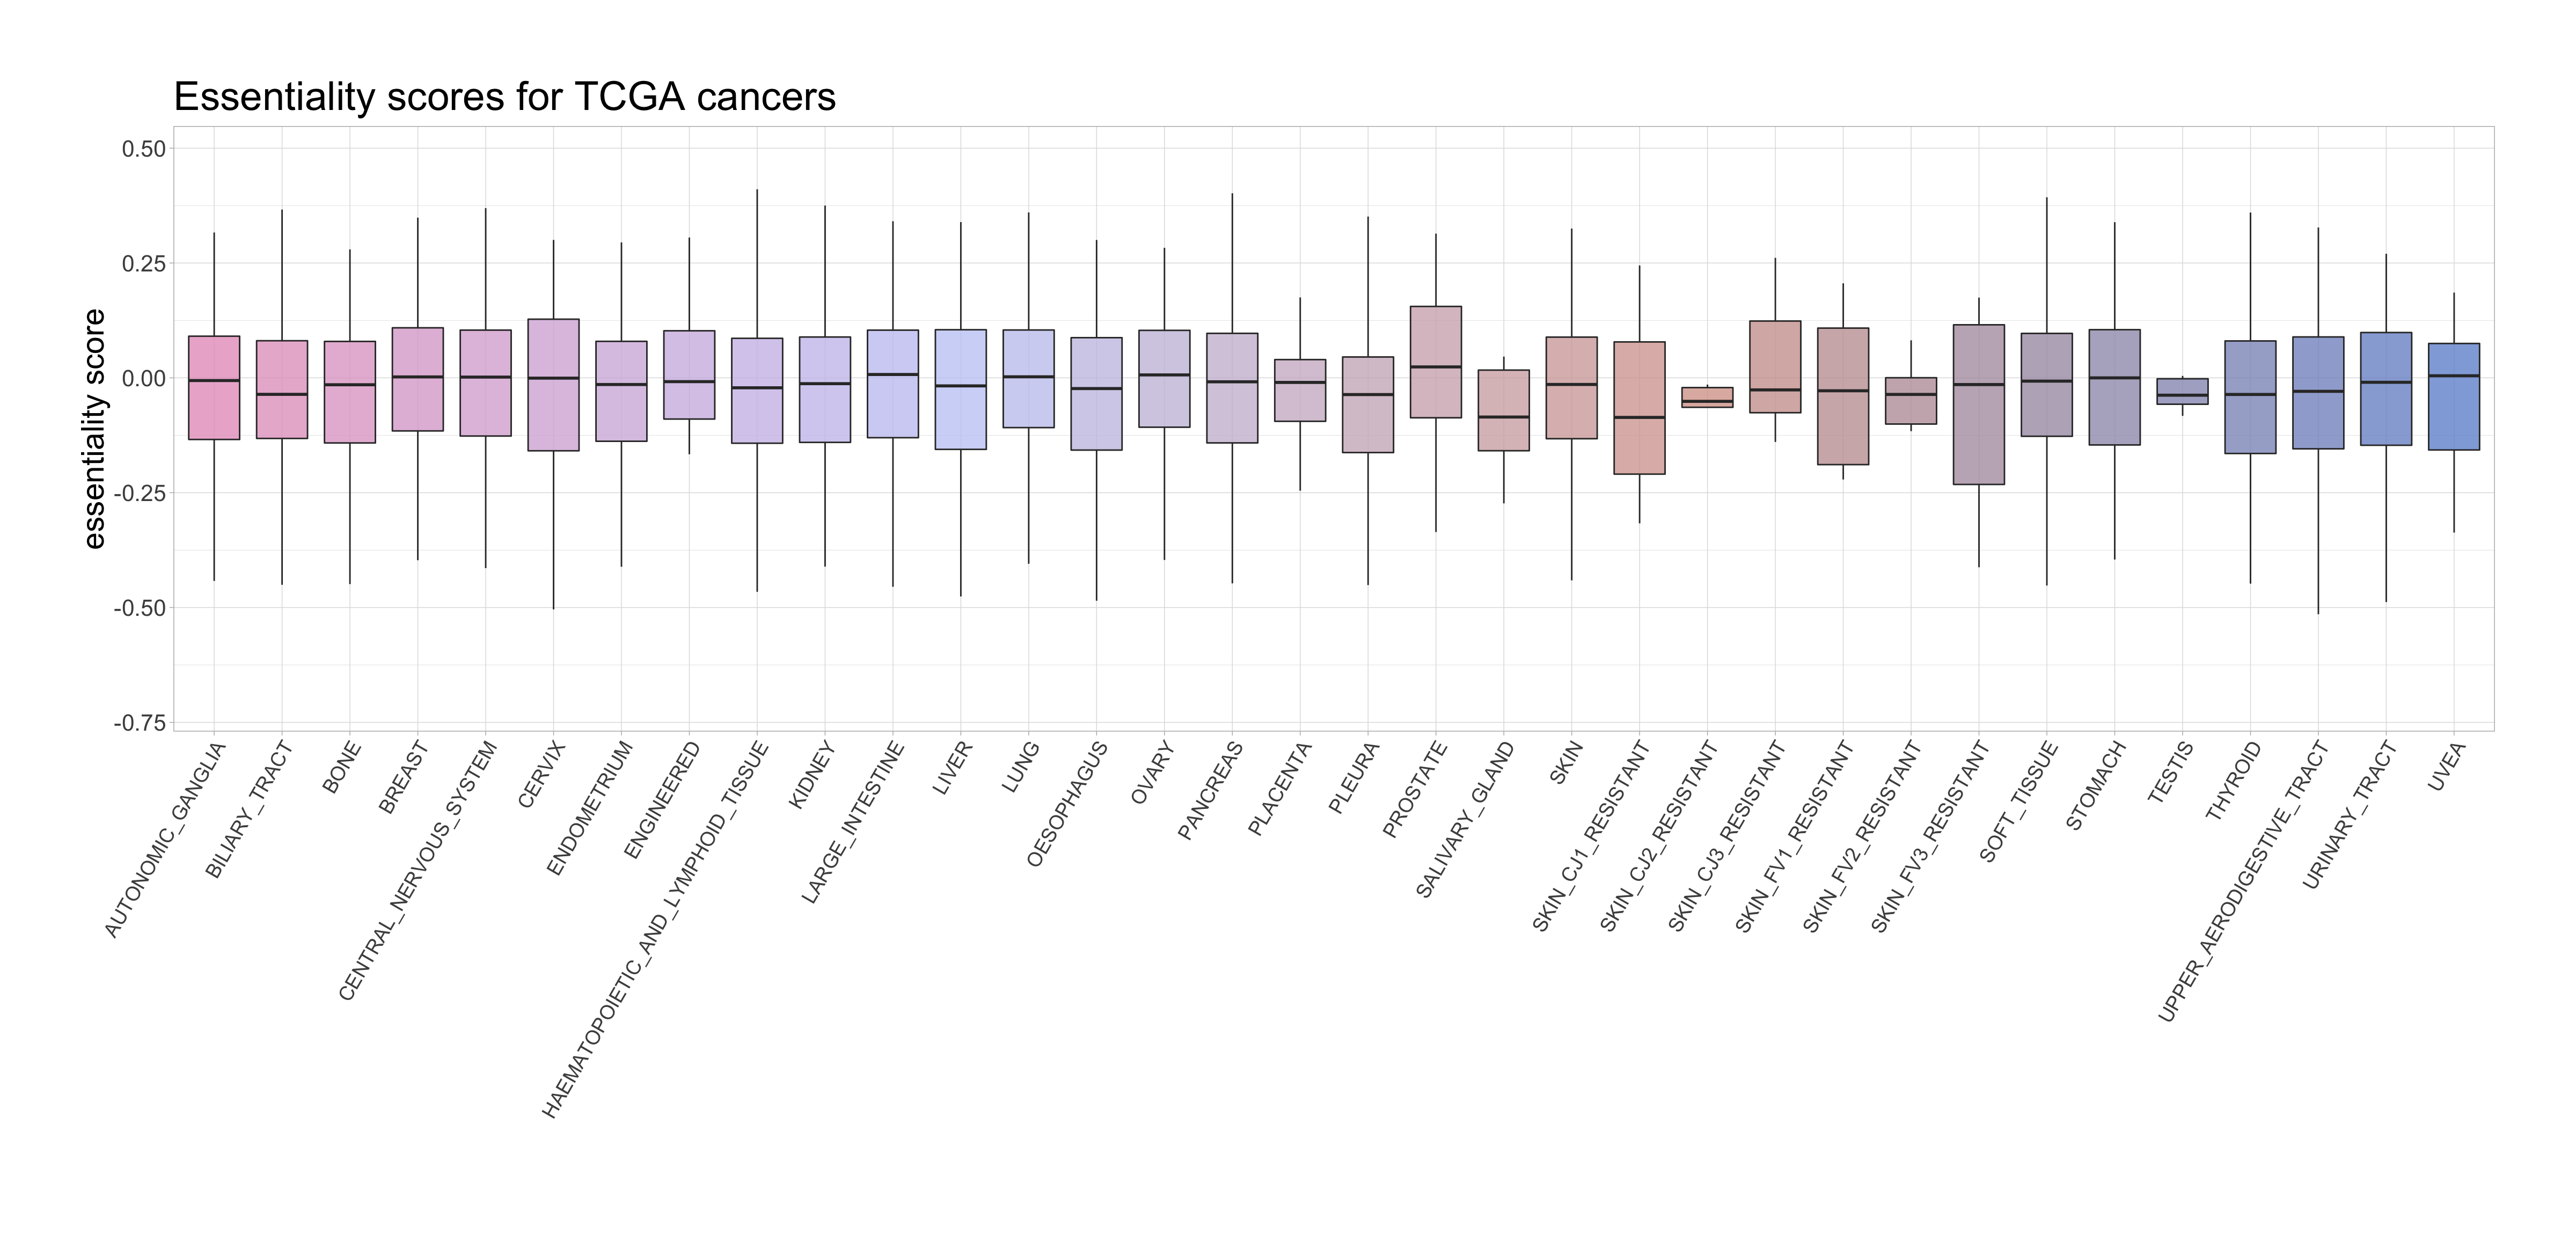 Essentiality scores for TCGA cancers
essentiality score
0.50
0.25
0.00
-0.25
-0.50
-0.75
AUTONOMIC_GANGLIA
BILIARY_TRACT
BONE
BREAST
CENTRAL_NERVOUS_SYSTEM
CERVIX
ENDOMETRIUM
ENGINEERED
HAEMATOPOIETIC_AND_LYMPHOID_TISSUE
KIDNEY
LARGE_INTESTINE
LIVER
LUNG
OESOPHAGUS
OVARY
PANCREAS
PLACENTA
PLEURA
PROSTATE
SALIVARY_GLAND
SKIN
SKIN_CJ1_RESISTANT
SKIN_CJ2_RESISTANT
SKIN_CJ3_RESISTANT
SKIN_FV1_RESISTANT
SKIN_FV2_RESISTANT
SKIN_FV3_RESISTANT
SOFT_TISSUE
STOMACH
TESTIS
THYROID
UPPER_AERODIGESTIVE_TRACT
URINARY_TRACT
UVEA